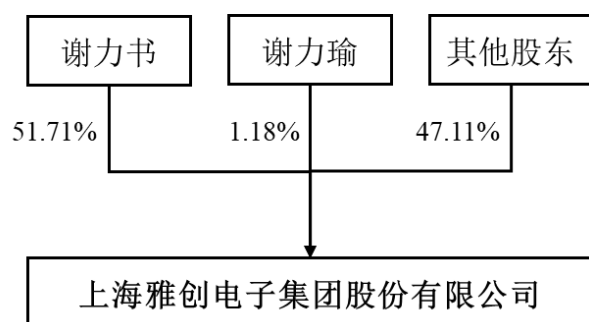 谢力书 谢力瑜 其他股东
51.71% 1.18% 47.11%
上海雅创电子集团股份有限公司